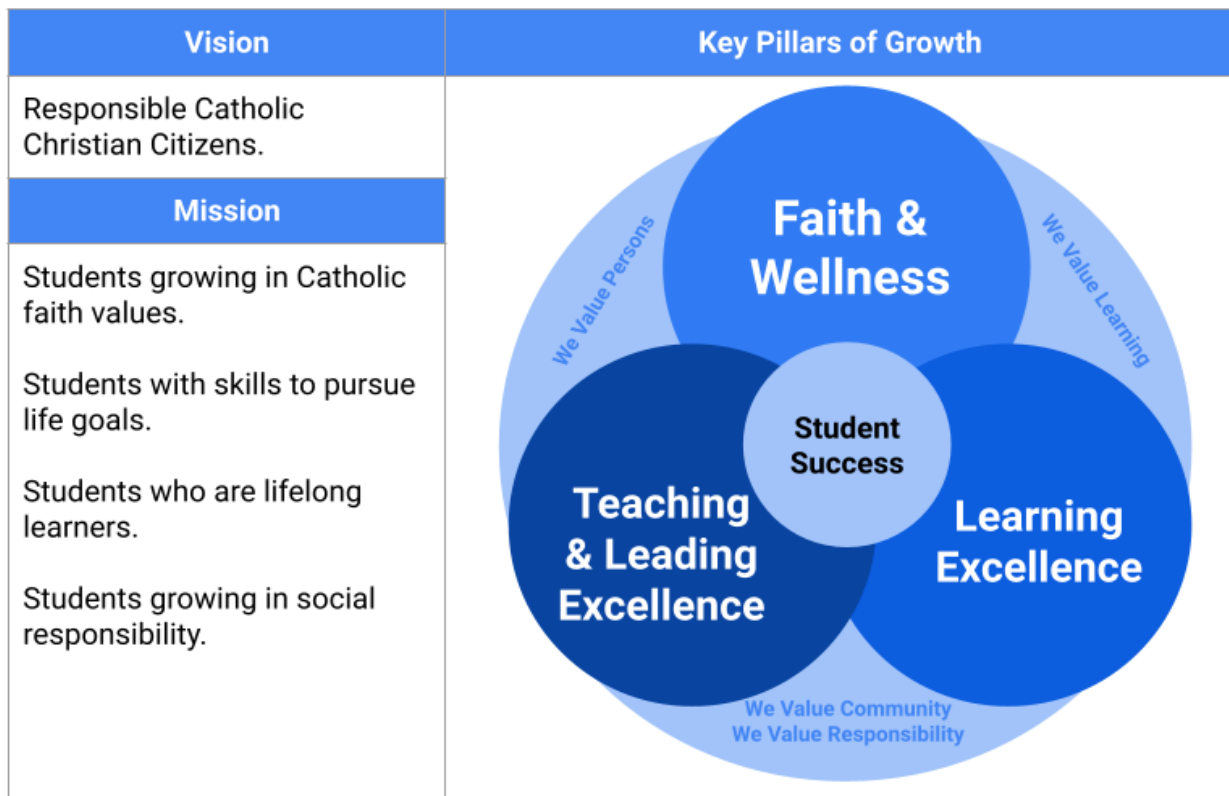 Vision
Responsible Catholic
Christian Citizens.
Mission
Students growing in Catholic
faith values.
Students with skills to pursue
life goals.
Students who are lifelong
learners.
Students growing in social
responsibility.
Key Pillars of Growth
Faith &
Wellness
We Value Persons
We Value Learning
Student
Success
Teaching
& Leading
Excellence
Learning
Excellence
We Value Community
We Value Responsibility